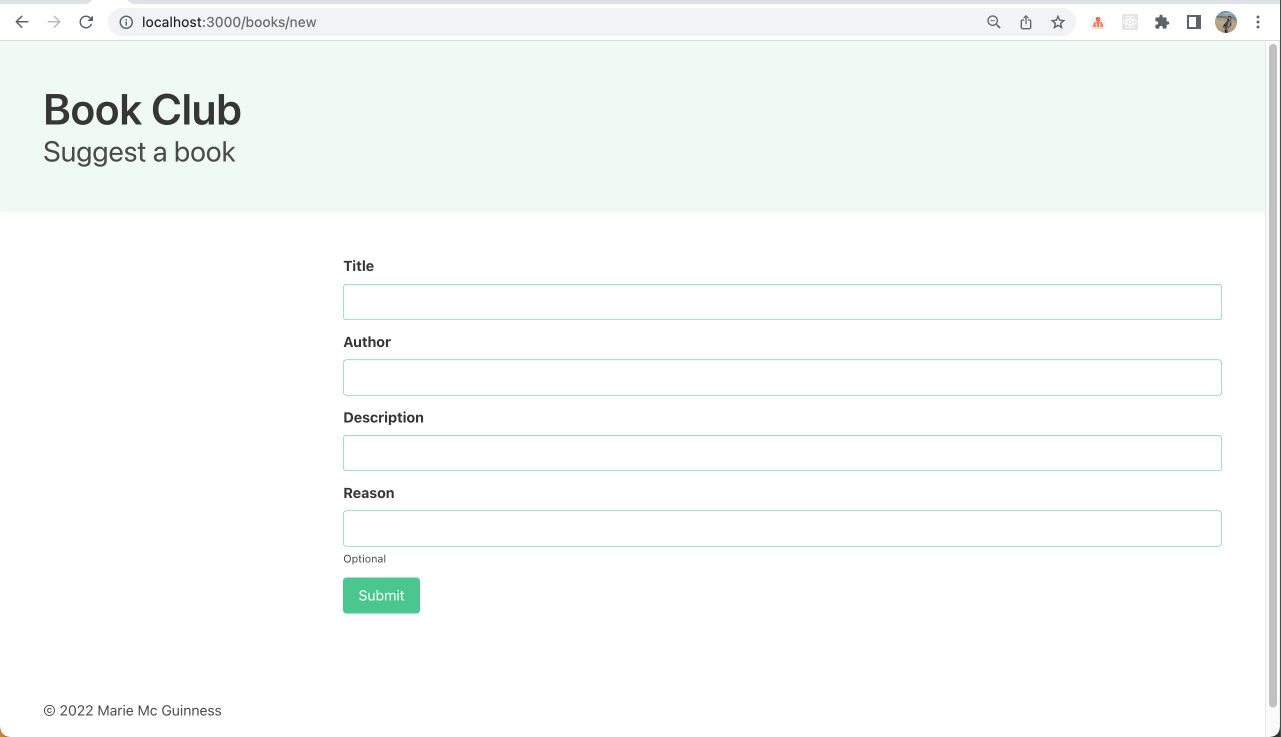 localhost:3000/books/new
Book Club
Suggest a book
Title
Author
Description
Reason
Optional
Submit
© 2022 Marie Mc Guinness